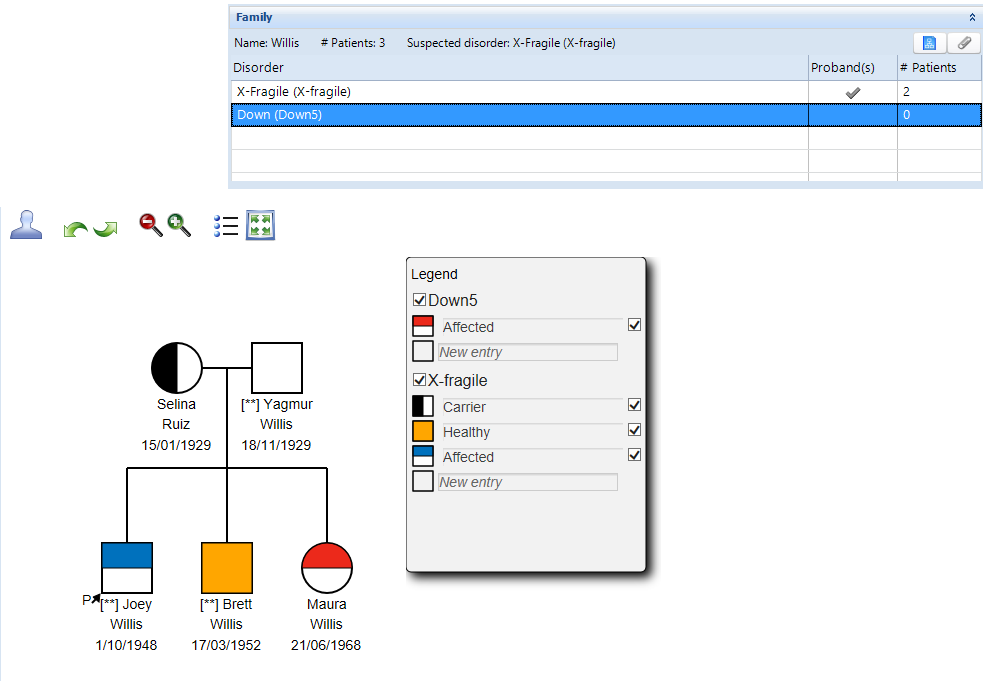 Family
Name: Willis # Patients: 3 Suspected disorder: X-Fragile (X-fragile)
Disorder Proband(s) # Patients
X-Fragile (X-fragile) 2
Down (Down5) 0
Legend
Down5
Affected
New entry
X-fragile
Carrier
Healthy
Affected
New entry
Selina
Ruiz
15/01/1929
[**] Yagmur
Willis
18/11/1929
P
[**] Joey
Willis
1/10/1948
[**] Brett
Willis
17/03/1952
Maura
Willis
21/06/1968